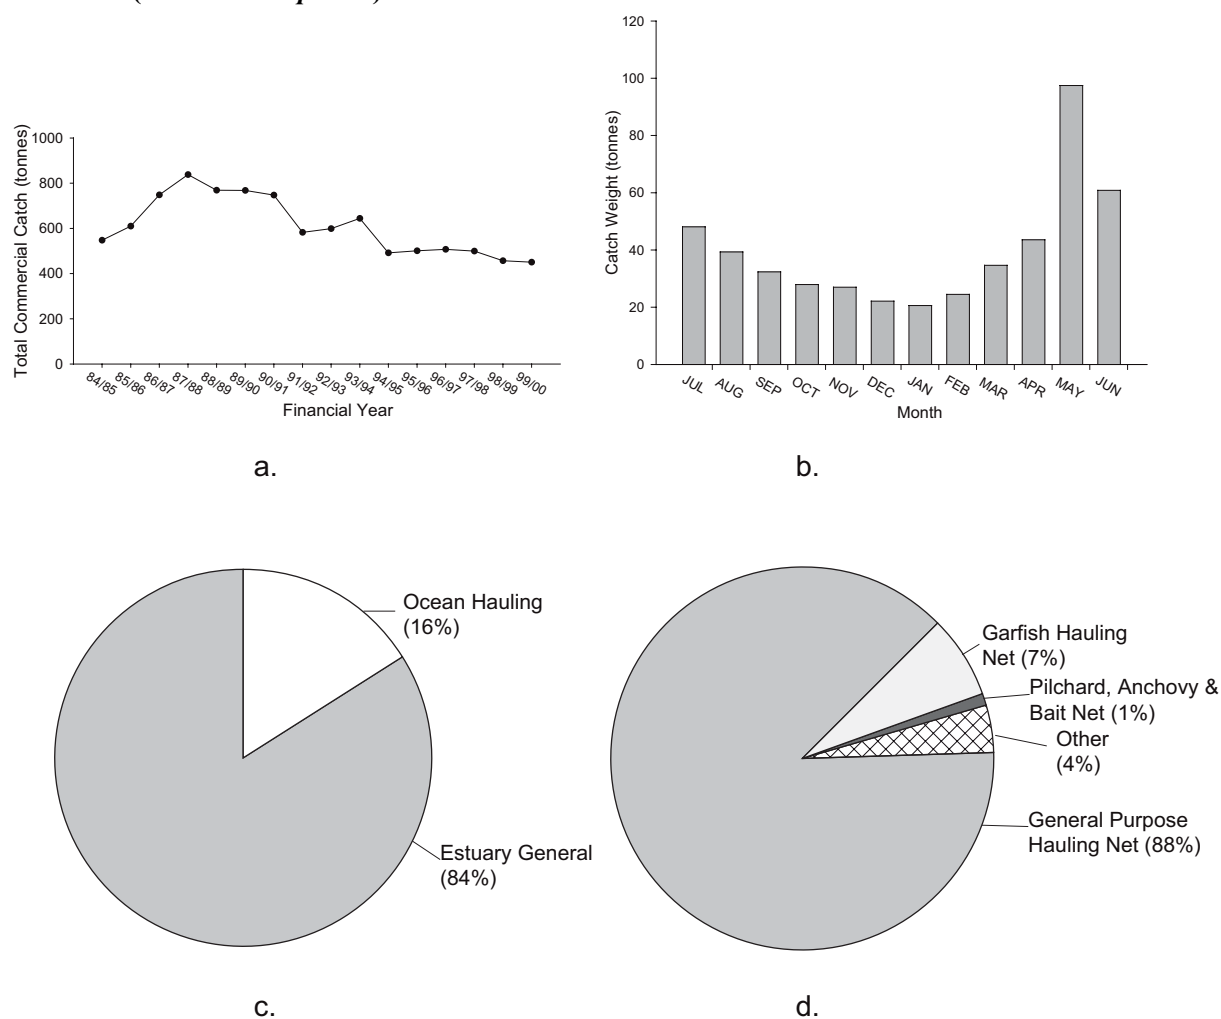 Total Commercial Catch (tonnes)
1000
800
600
400
200
0
84/85
85/86
86/87
87/88
88/89
89/90
90/91
91/92
92/93
93/94
94/95
95/96
96/97
97/98
98/99
99/00
Financial Year
a.
Catch Weight (tonnes)
120
100
80
60
40
20
0
JUL
AUG
SEP
OCT
NOV
DEC
JAN
FEB
MAR
APR
MAY
JUN
Month
b.
Ocean Hauling
(16%)
Estuary General
(84%)
c.
Garfish Hauling
Net (7%)
Pilchard, Anchovy &
Bait Net (1%)
Other
(4%)
General Purpose
Hauling Net (88%)
d.